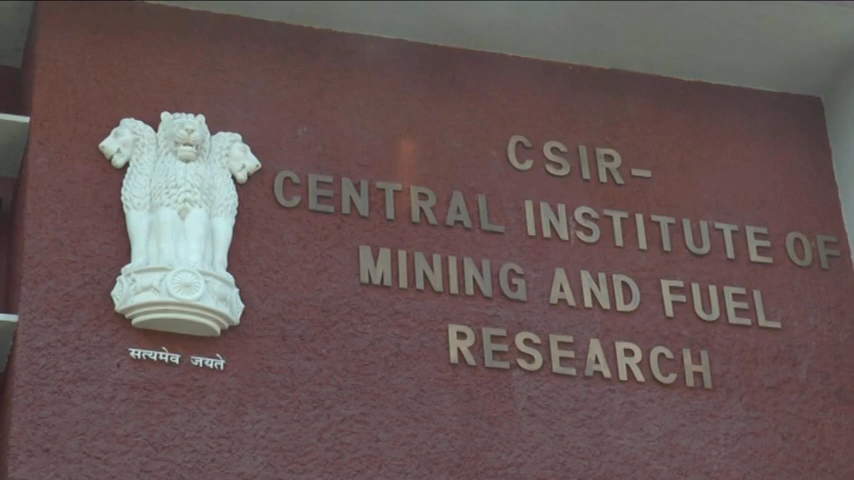 सत्यमेव जयते
CSIR-
CENTRAL INSTITUTE OF
MINING AND FUEL
RESEARCH